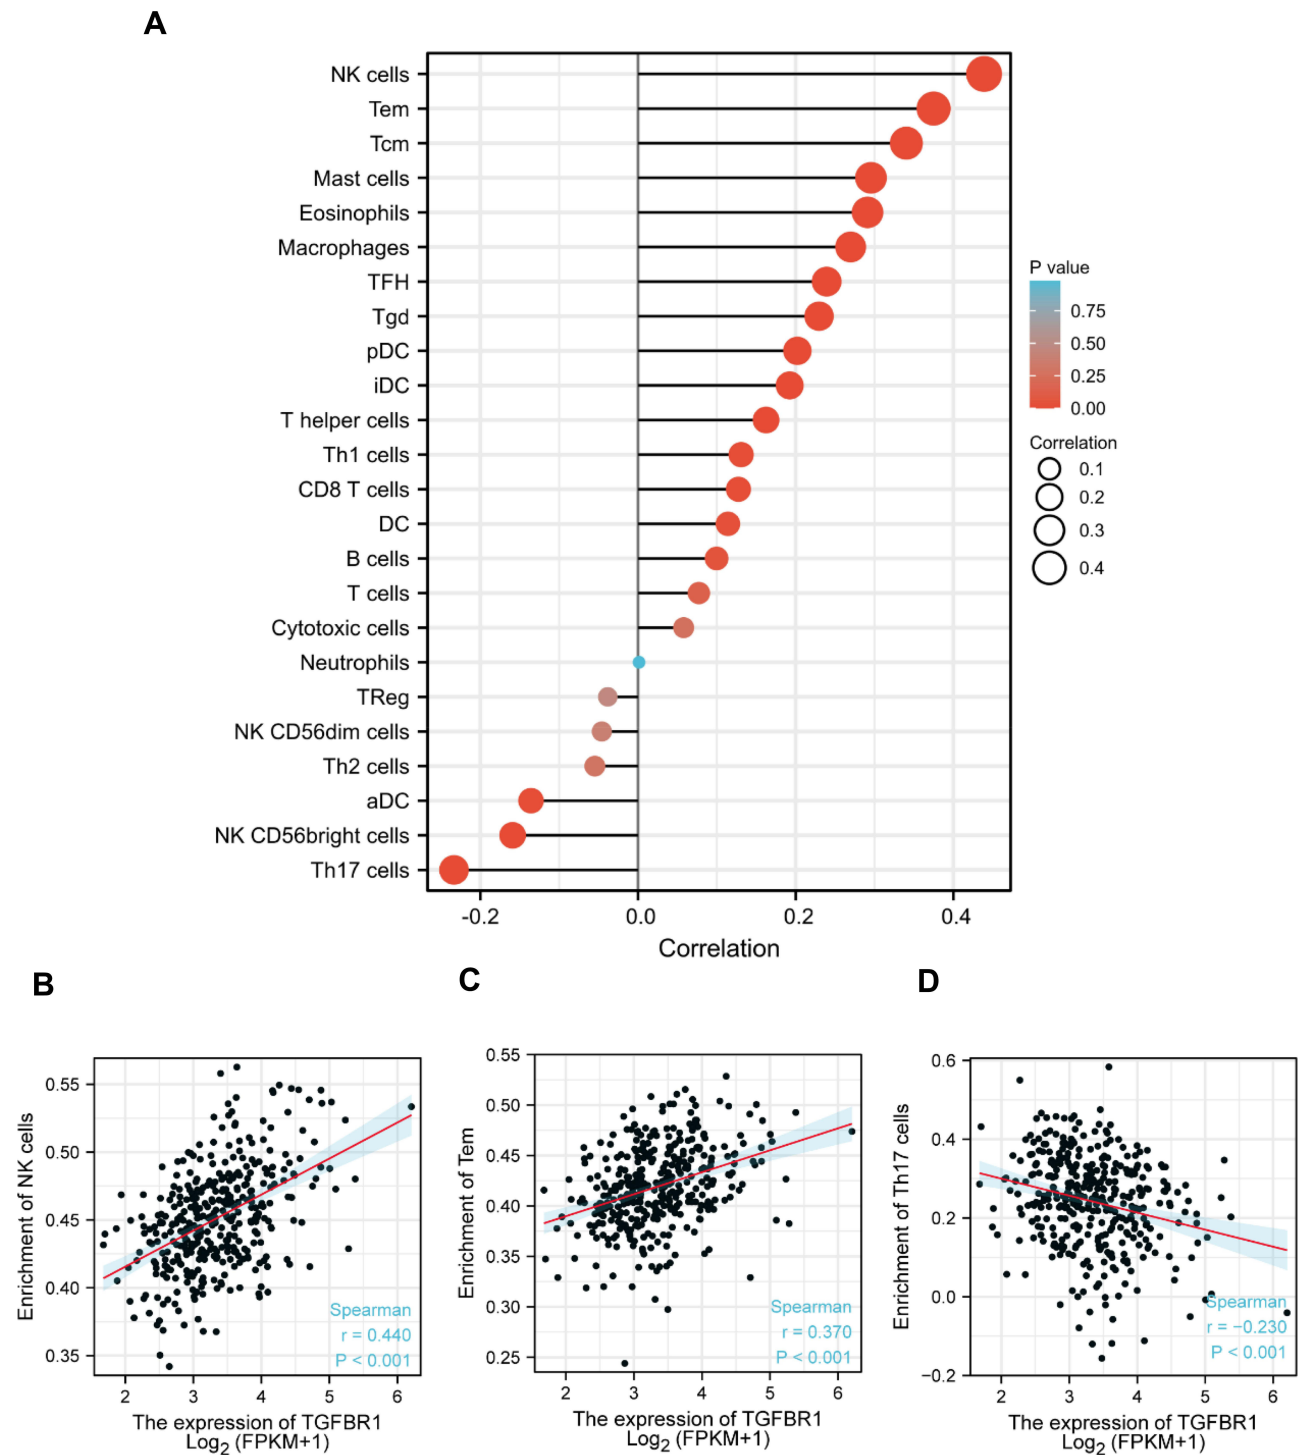 A
NK cells
Tem
Tcm
Mast cells
Eosinophils
Macrophages
TFH
Tgd
pDC
iDC
T helper cells
Th1 cells
CD8 T cells
DC
B cells
T cells
Cytotoxic cells
Neutrophils
TReg
NK CD56dim cells
Th2 cells
aDC
NK CD56bright cells
Th17 cells
-0.2 0.0 0.2 0.4
Correlation
P value
0.75
0.50
0.25
0.00
Correlation
0.1
0.2
0.3
0.4
B
Enrichment of NK cells
0.55
0.50
0.45
0.40
0.35
Spearman
r = 0.440
P < 0.001
2 3 4 5 6
The expression of TGFBR1
Log₂ (FPKM+1)
C
Enrichment of Tem
0.55
0.50
0.45
0.40
0.35
0.30
0.25
Spearman
r = 0.370
P < 0.001
2 3 4 5 6
The expression of TGFBR1
Log₂ (FPKM+1)
D
Enrichment of Th17 cells
0.6
0.4
0.2
0.0
−0.2
Spearman
r = −0.230
P < 0.001
2 3 4 5 6
The expression of TGFBR1
Log₂ (FPKM+1)